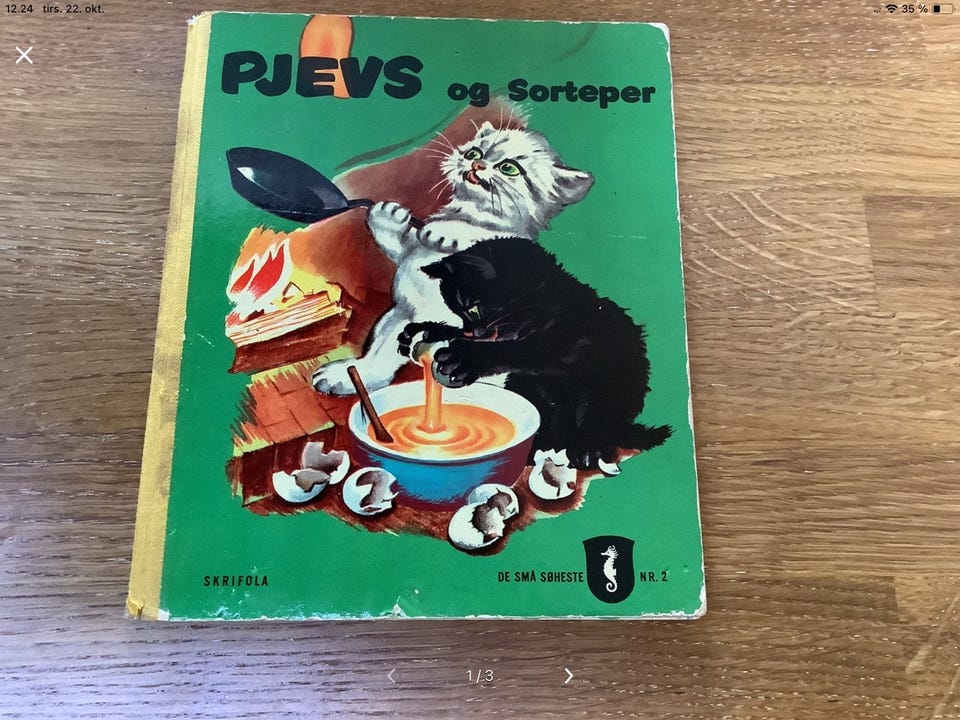 12.24 tirs. 22. okt.
35 %
PJEVS og Sorteper
SKRIFOLA
DE SMÅ SØHESTE NR. 2
1/3